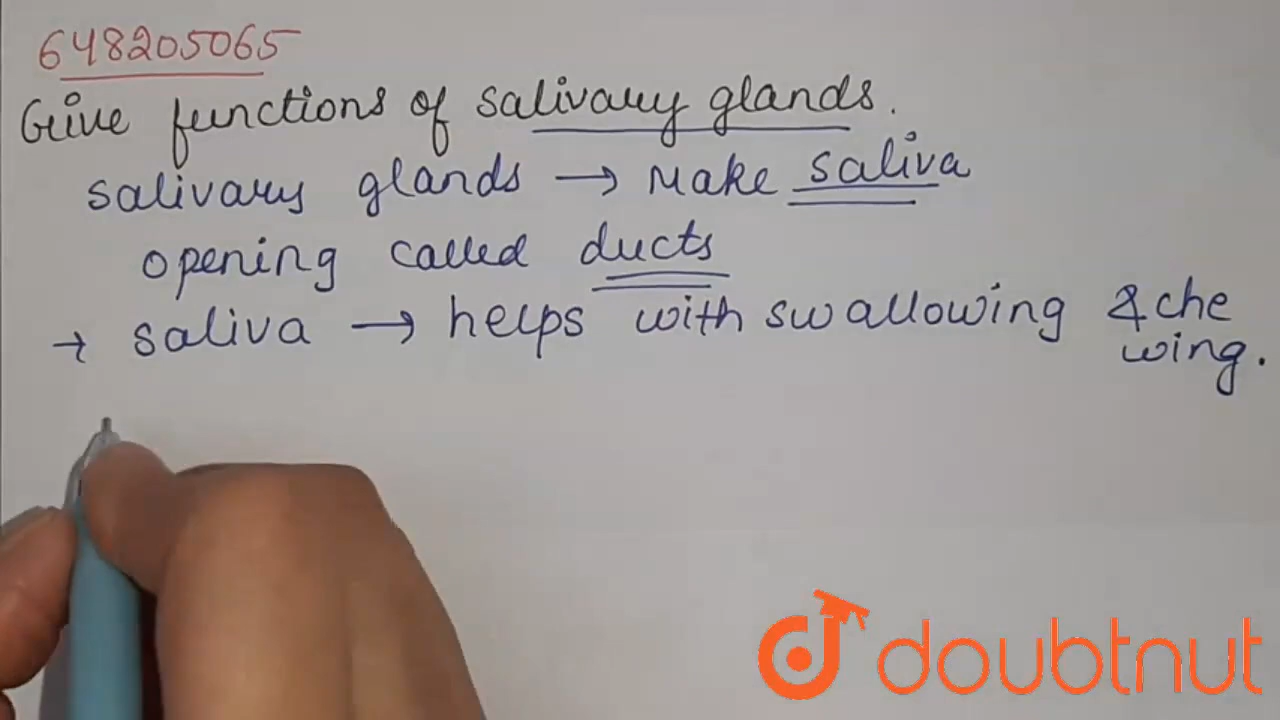 648205065
Give functions of salivary glands.
salivary glands → Make saliva
opening called ducts
→ saliva → helps with swallowing & che
wing.
doubtnut